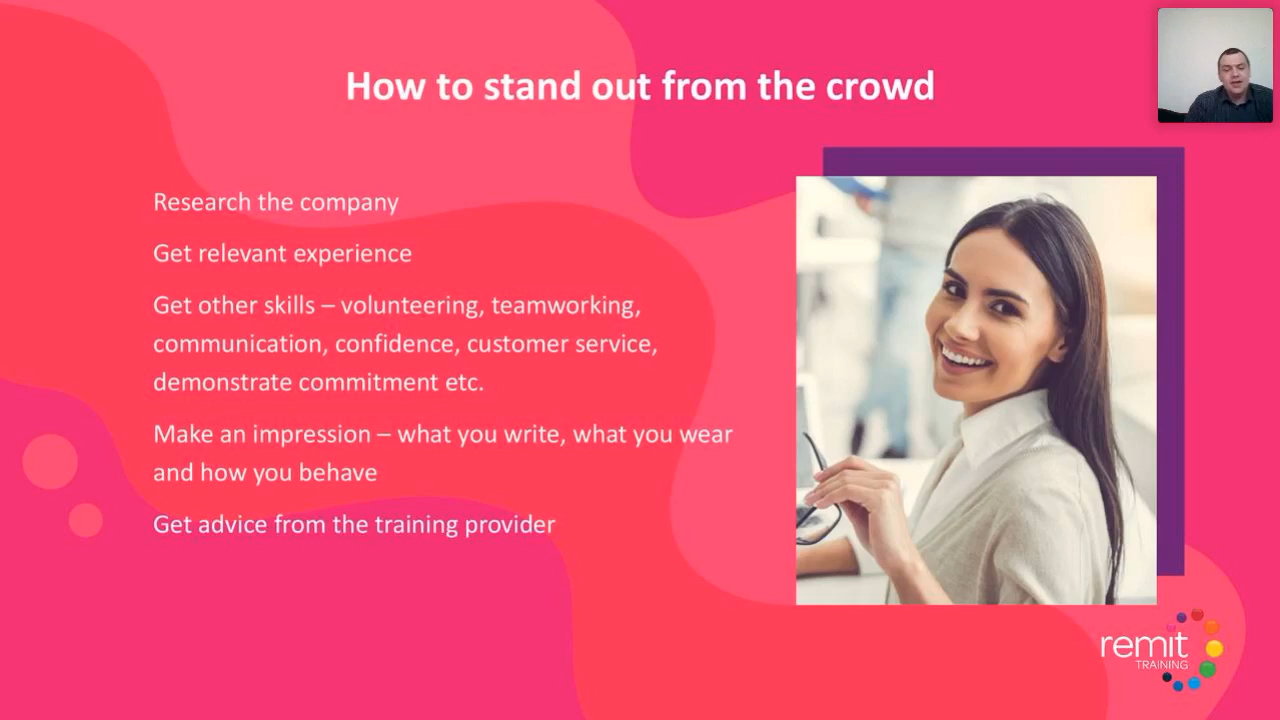 How to stand out from the crowd
Research the company
Get relevant experience
Get other skills – volunteering, teamworking,
communication, confidence, customer service,
demonstrate commitment etc.
Make an impression – what you write, what you wear
and how you behave
Get advice from the training provider
remit
TRAINING